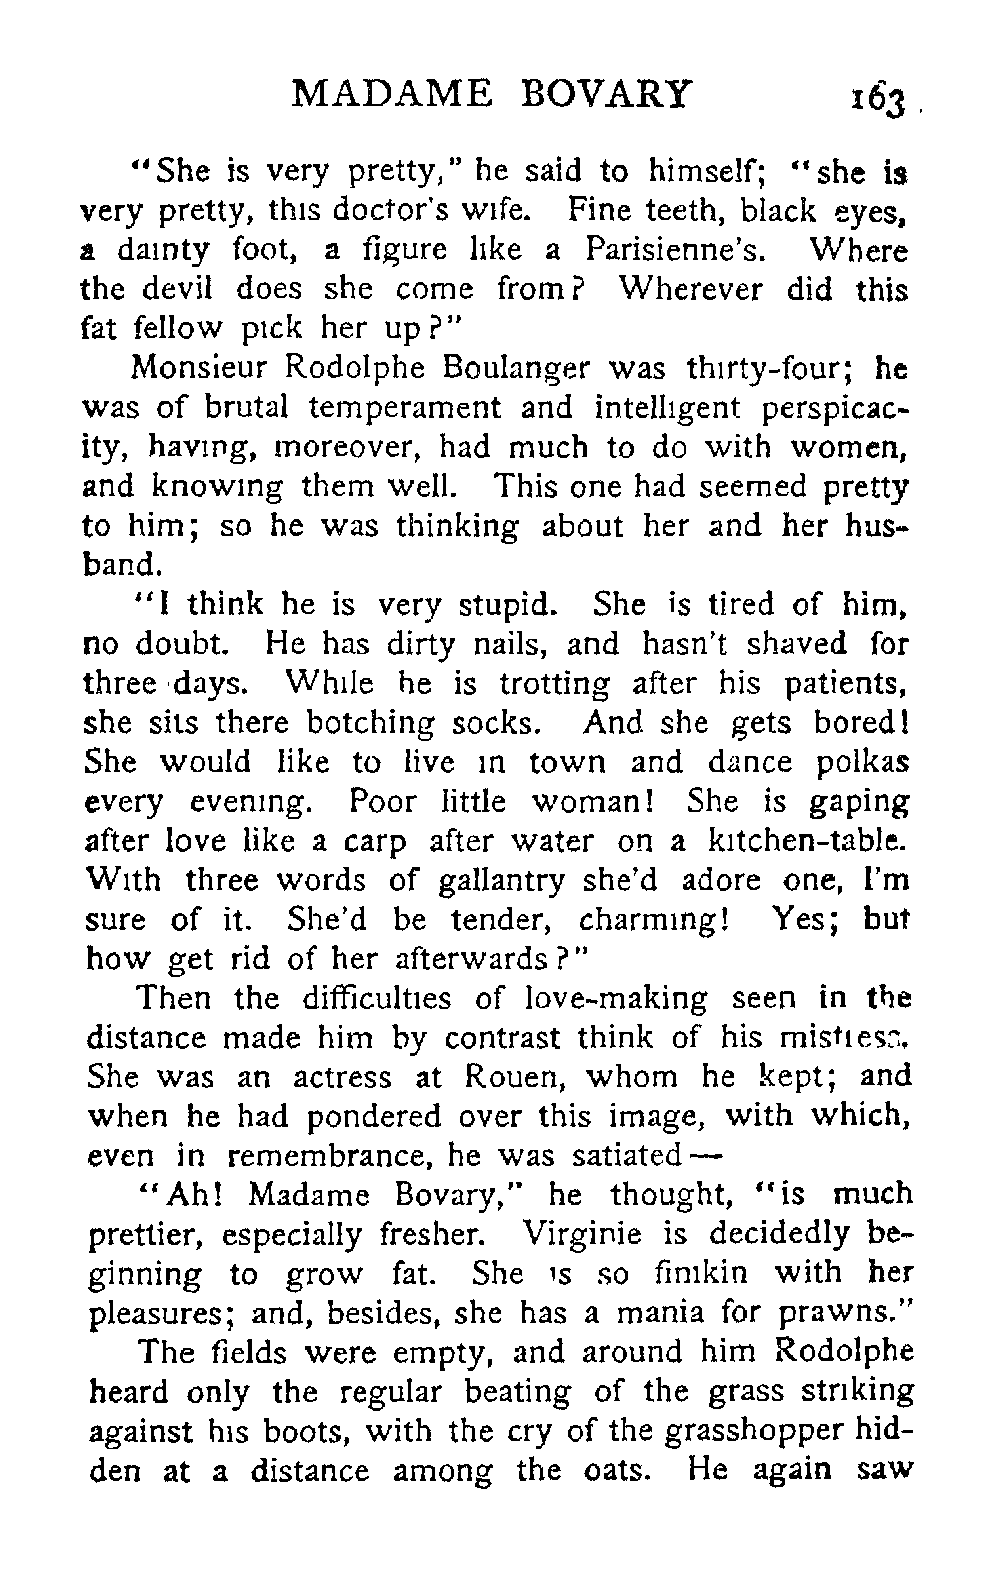 MADAME BOVARY 163
"She is very pretty," he said to himself; "she is
very pretty, this doctor's wife. Fine teeth, black eyes,
a dainty foot, a figure like a Parisienne's. Where
the devil does she come from? Wherever did this
fat fellow pick her up?"
Monsieur Rodolphe Boulanger was thirty-four; he
was of brutal temperament and intelligent perspicac-
ity, having, moreover, had much to do with women,
and knowing them well. This one had seemed pretty
to him; so he was thinking about her and her hus-
band.
"I think he is very stupid. She is tired of him,
no doubt. He has dirty nails, and hasn't shaved for
three days. While he is trotting after his patients,
she sits there botching socks. And she gets bored!
She would like to live in town and dance polkas
every evening. Poor little woman! She is gaping
after love like a carp after water on a kitchen-table.
With three words of gallantry she'd adore one, I'm
sure of it. She'd be tender, charming! Yes; but
how get rid of her afterwards?"
Then the difficulties of love-making seen in the
distance made him by contrast think of his mistress.
She was an actress at Rouen, whom he kept; and
when he had pondered over this image, with which,
even in remembrance, he was satiated—
"Ah! Madame Bovary," he thought, "is much
prettier, especially fresher. Virginie is decidedly be-
ginning to grow fat. She is so finikin with her
pleasures; and, besides, she has a mania for prawns."
The fields were empty, and around him Rodolphe
heard only the regular beating of the grass striking
against his boots, with the cry of the grasshopper hid-
den at a distance among the oats. He again saw